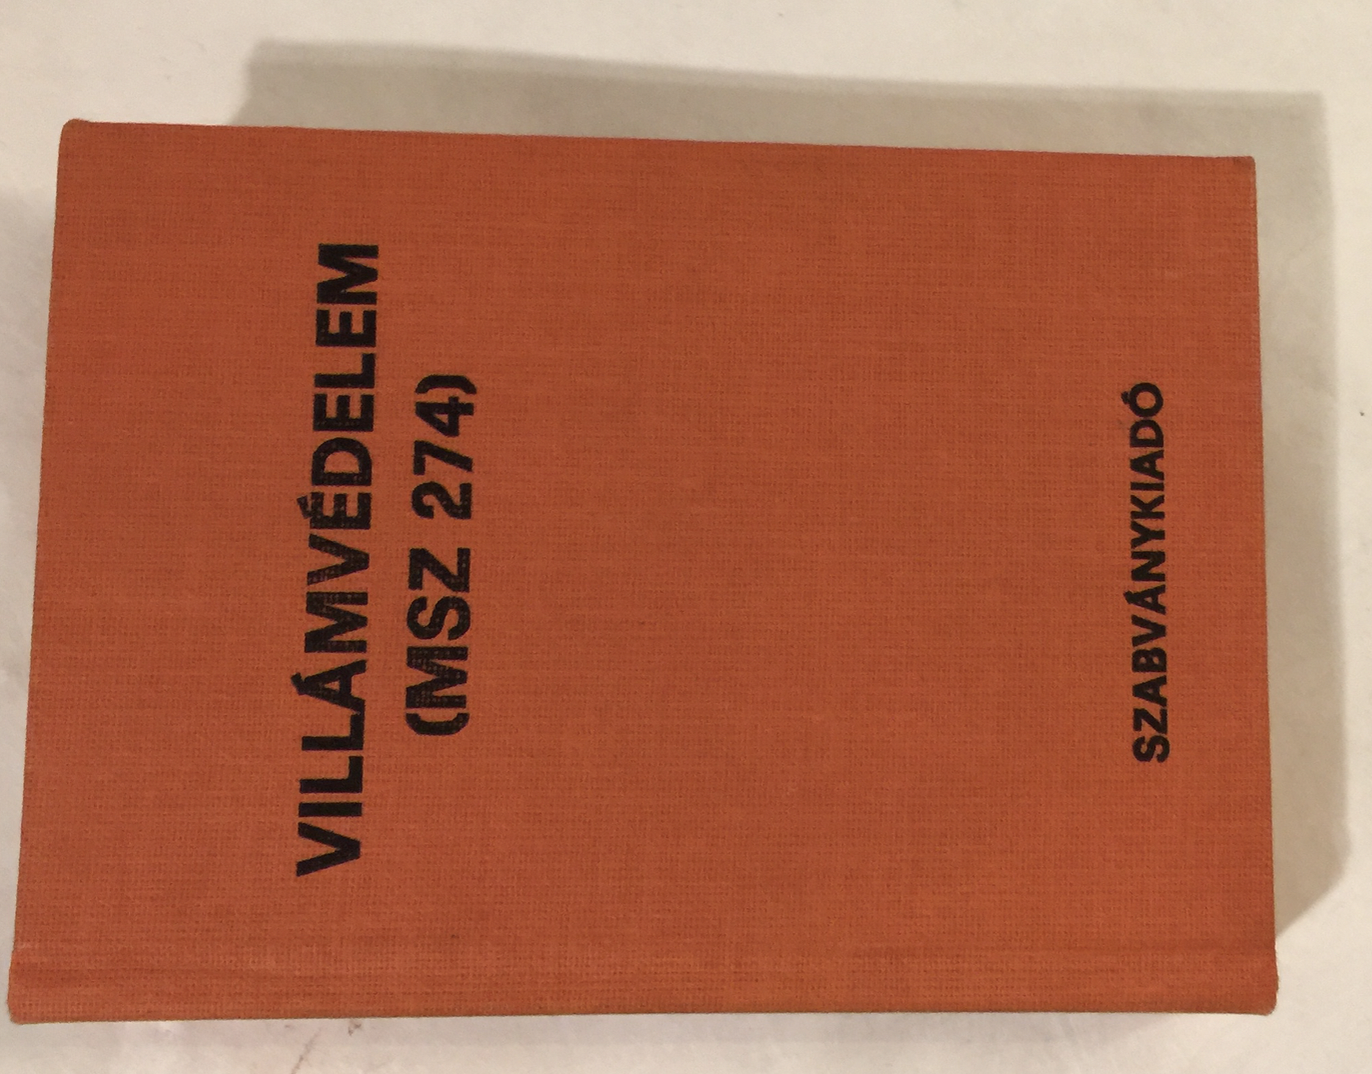 VILLÁMVÉDELEM
(MSZ 274)
SZABVÁNYKIADÓ